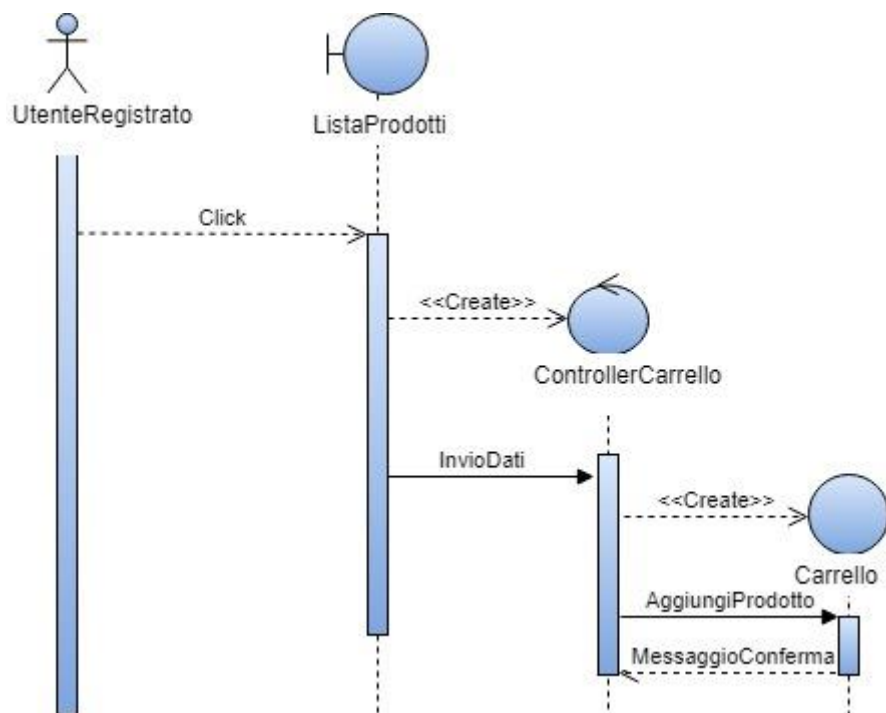 UtenteRegistrato
ListaProdotti
Click
<<Create>>
ControllerCarrello
InvioDati
<<Create>>
Carrello
AggiungiProdotto
MessaggioConferma